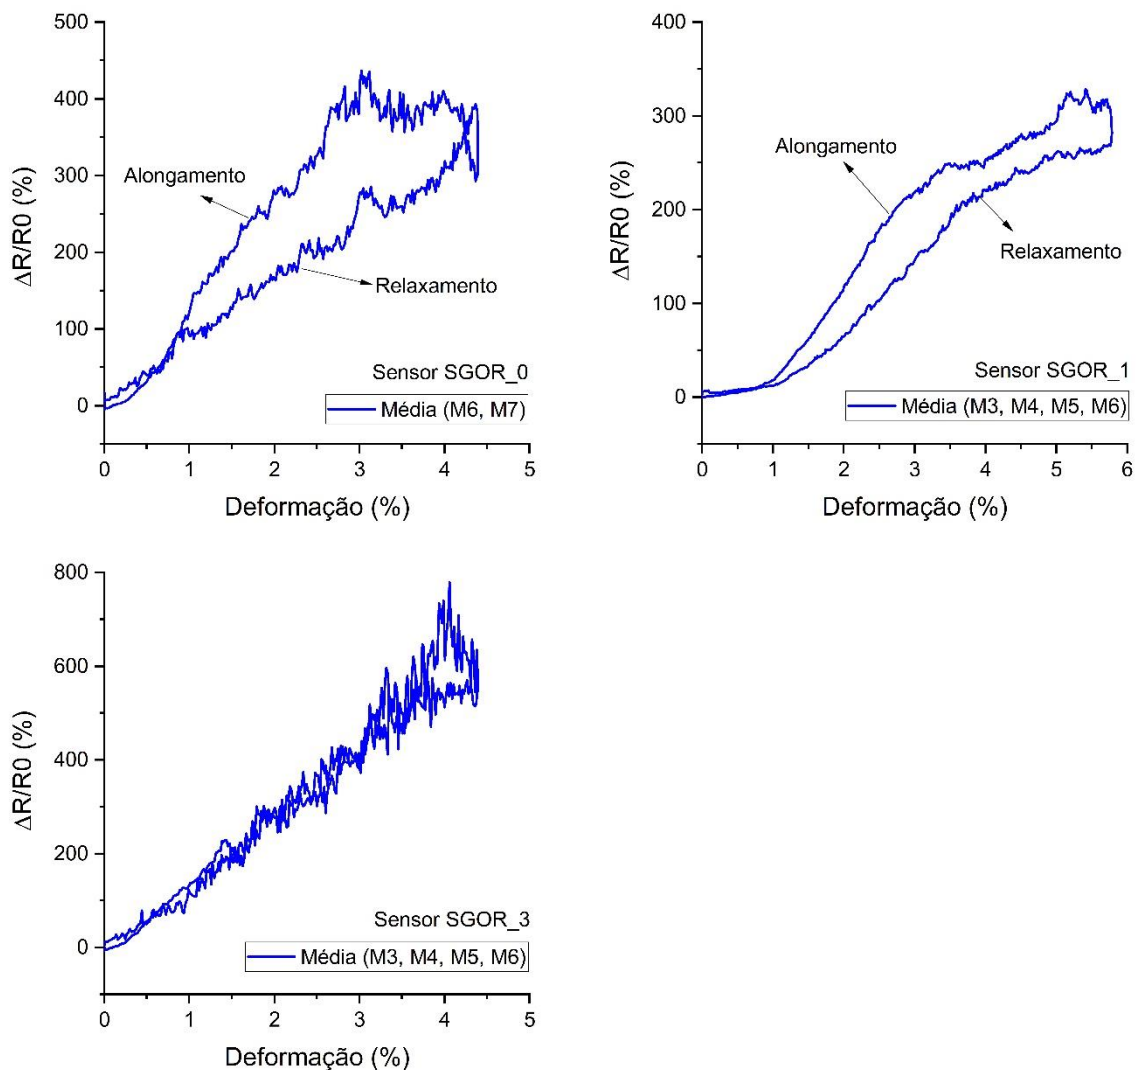 500
400
300
200
100
0
ΔR/R0 (%)
Alongamento
Relaxamento
Sensor SGOR_0
Média (M6, M7)
0 1 2 3 4 5
Deformação (%)
400
300
200
100
0
ΔR/R0 (%)
Alongamento
Relaxamento
Sensor SGOR_1
Média (M3, M4, M5, M6)
0 1 2 3 4 5 6
Deformação (%)
800
600
400
200
0
ΔR/R0 (%)
Sensor SGOR_3
Média (M3, M4, M5, M6)
0 1 2 3 4 5
Deformação (%)